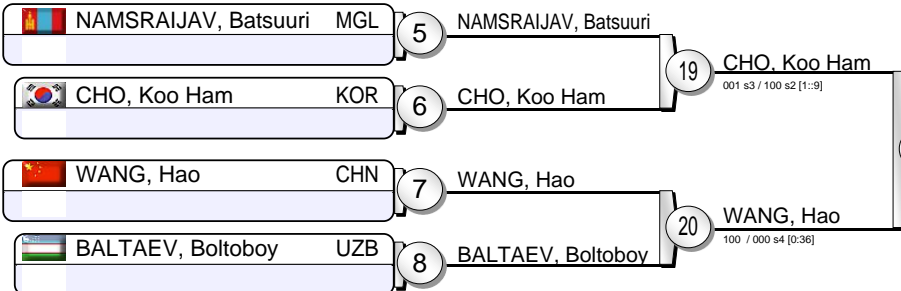 NAMSRAIJAV, Batsuuri MGL
5
NAMSRAIJAV, Batsuuri
19
CHO, Koo Ham
001 s3 / 100 s2 [1::9]
CHO, Koo Ham KOR
6
CHO, Koo Ham
WANG, Hao CHN
7
WANG, Hao
20
WANG, Hao
100 / 000 s4 [0:36]
BALTAEV, Boltoboy UZB
8
BALTAEV, Boltoboy